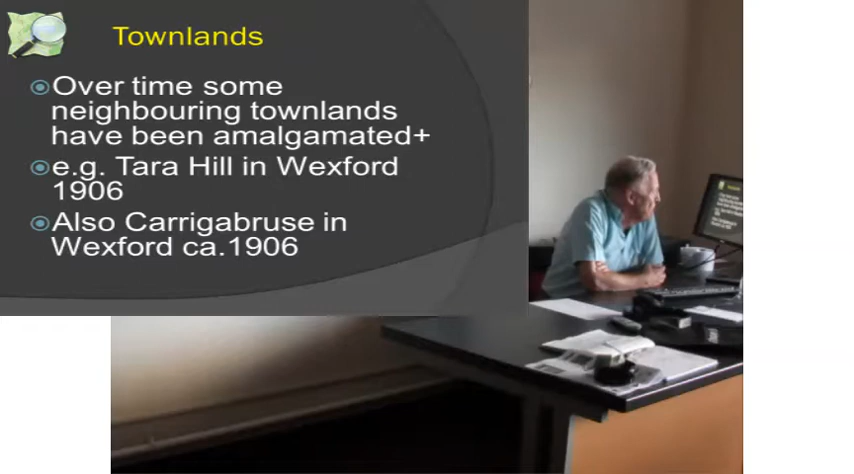 Townlands
Over time some
neighbouring townlands
have been amalgamated+
e.g. Tara Hill in Wexford
1906
Also Carrigabruse in
Wexford ca.1906